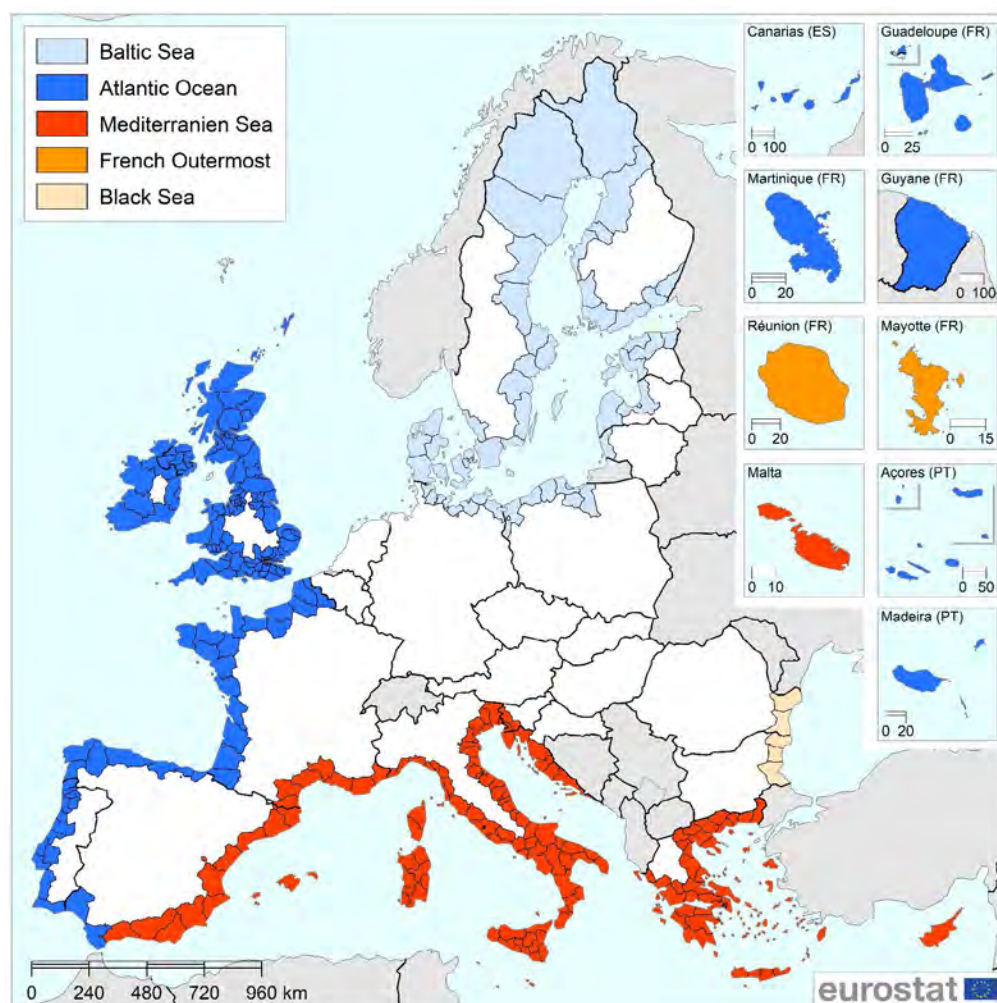 Baltic Sea
Atlantic Ocean
Mediterranien Sea
French Outermost
Black Sea
Canarias (ES)
0 100
Guadeloupe (FR)
0 25
Martinique (FR)
0 20
Guyane (FR)
0 100
Réunion (FR)
0 20
Mayotte (FR)
0 15
Malta
0 10
Açores (PT)
0 50
Madeira (PT)
0 20
0 240 480 720 960 km
eurostat